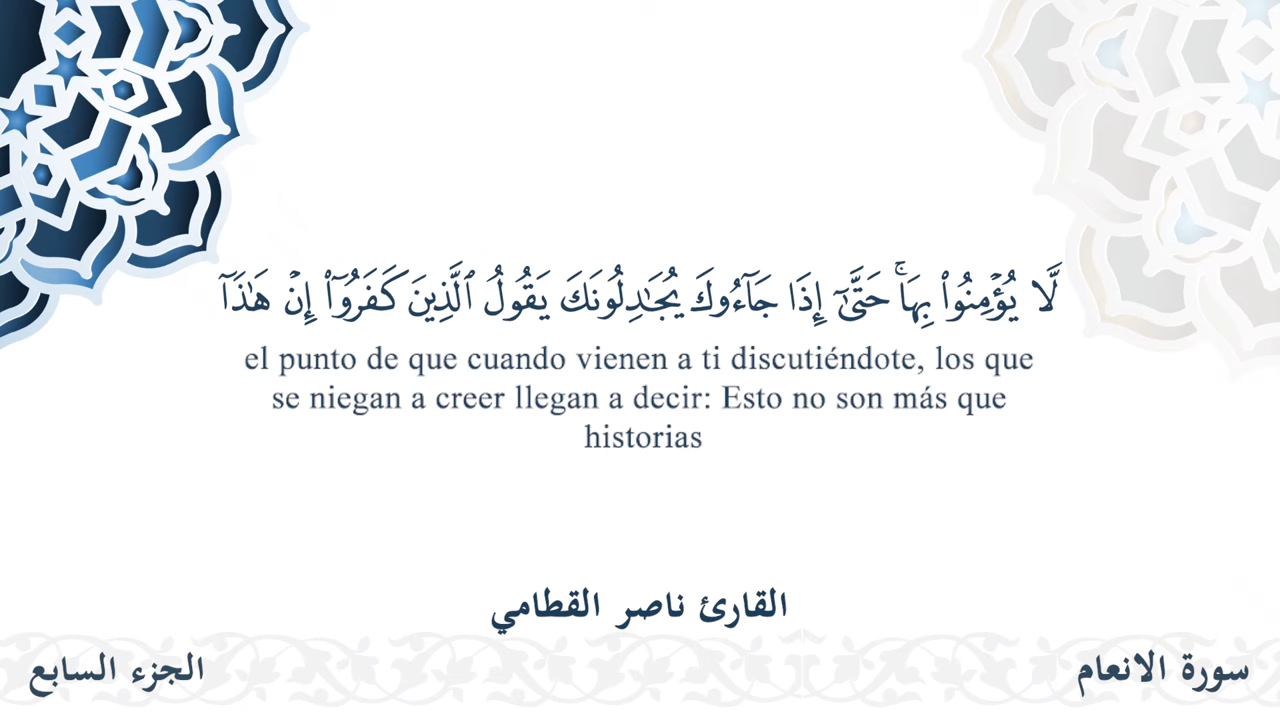 لَّا يُؤْمِنُوا۟ بِهَا ۚ حَتَّىٰٓ إِذَا جَآءُوكَ يُجَـٰدِلُونَكَ يَقُولُ ٱلَّذِينَ كَفَرُوٓا۟ إِنْ هَـٰذَآ
el punto de que cuando vienen a ti discutiéndote, los que
se niegan a creer llegan a decir: Esto no son más que
historias
القارئ ناصر القطامي
سورة الانعام
الجزء السابع